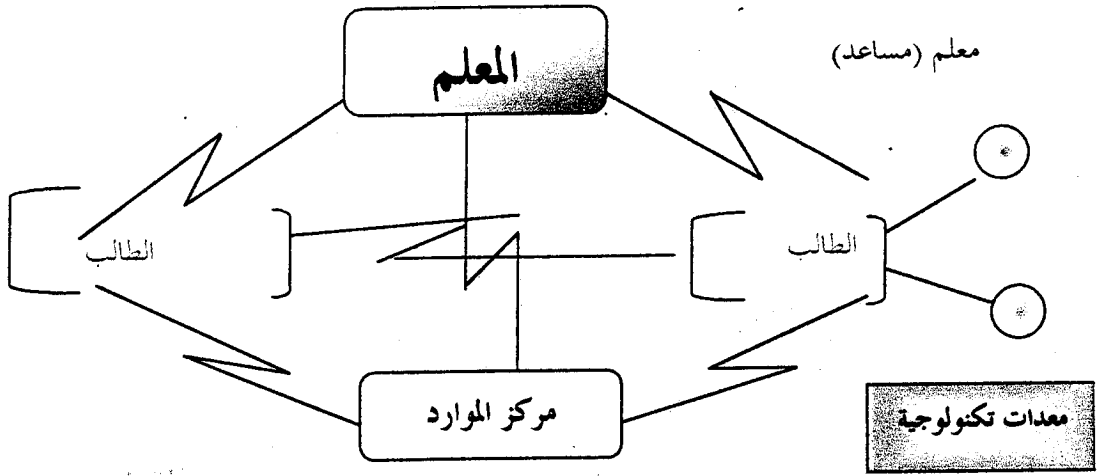 معلم (مساعد)
المعلم
الطالب
الطالب
مركز الموارد
معدات تكنولوجية